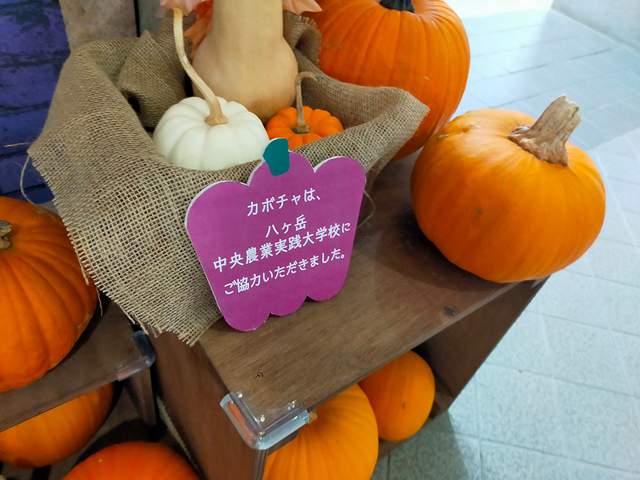 カボチャは、
八ヶ岳
中央農業実践大学校に
ご協力いただきました。